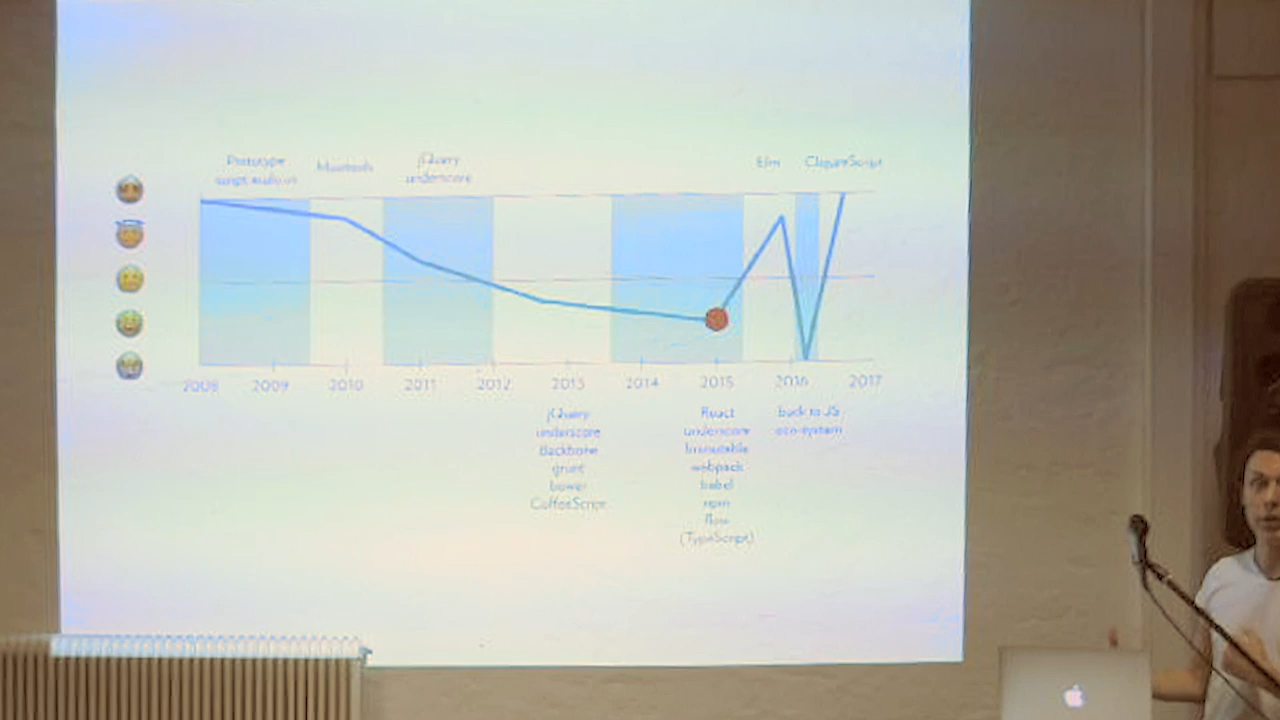 Prototype
script.aculo.us
Mootools
jQuery
underscore
Elm
ClojureScript
2008 2009 2010 2011 2012 2013 2014 2015 2016 2017
jQuery
underscore
Backbone
grunt
bower
CoffeeScript
React
underscore
Immutable
webpack
babel
npm
flow
(TypeScript)
back to JS
eco-system